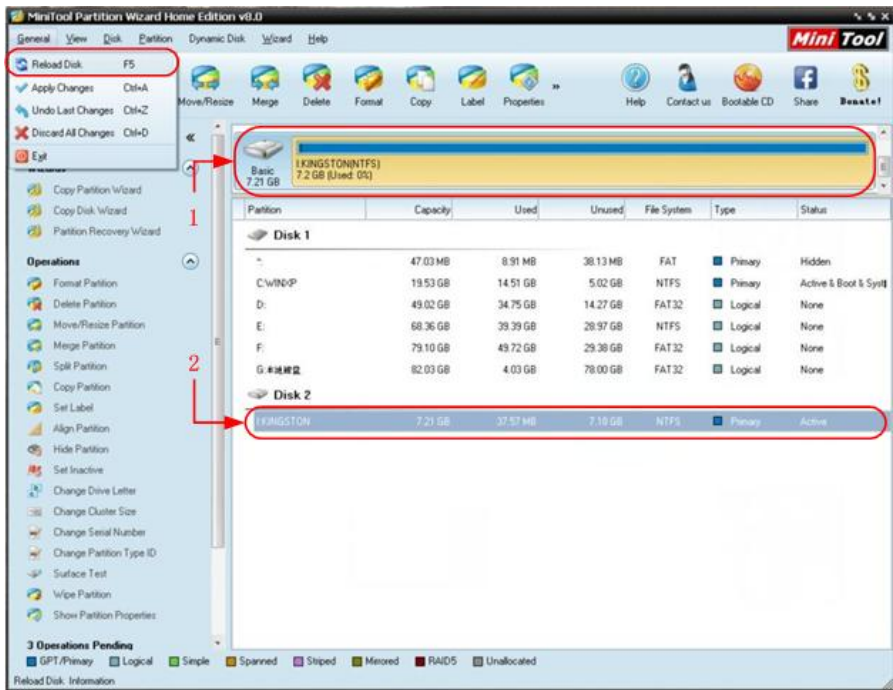 MiniTool Partition Wizard Home Edition v8.0
General View Disk Partition Dynamic Disk Wizard Help
Mini Tool
Reload Disk F5
Apply Changes Ctrl+A
Undo Last Changes Ctrl+Z
Discard All Changes Ctrl+D
Exit
Move/Resize Merge Delete Format Copy Label Properties » Help Contact us Bootable CD Share Donate!
«
1
Basic
7.21 GB
I:KINGSTON(NTFS)
7.2 GB (Used: 0%)
Wizards
Copy Partition Wizard
Copy Disk Wizard
Partition Recovery Wizard
Operations
Format Partition
Delete Partition
Move/Resize Partition
Merge Partition
Split Partition
Copy Partition
Set Label
Align Partition
Hide Partition
Set Inactive
Change Drive Letter
Change Cluster Size
Change Serial Number
Change Partition Type ID
Surface Test
Wipe Partition
Show Partition Properties
3 Operations Pending
2
Partition Capacity Used Unused File System Type Status
Disk 1
*: 47.03 MB 8.91 MB 38.13 MB FAT Primary Hidden
C:WINXP 19.53 GB 14.51 GB 5.02 GB NTFS Primary Active & Boot & Syst
D: 49.02 GB 34.75 GB 14.27 GB FAT32 Logical None
E: 68.36 GB 39.39 GB 28.97 GB NTFS Logical None
F: 79.10 GB 49.72 GB 29.38 GB FAT32 Logical None
G:本地磁盘 82.03 GB 4.03 GB 78.00 GB FAT32 Logical None
Disk 2
I:KINGSTON 7.21 GB 37.57 MB 7.18 GB NTFS Primary Active
GPT/Primary Logical Simple Spanned Striped Mirrored RAID5 Unallocated
Reload Disk Information